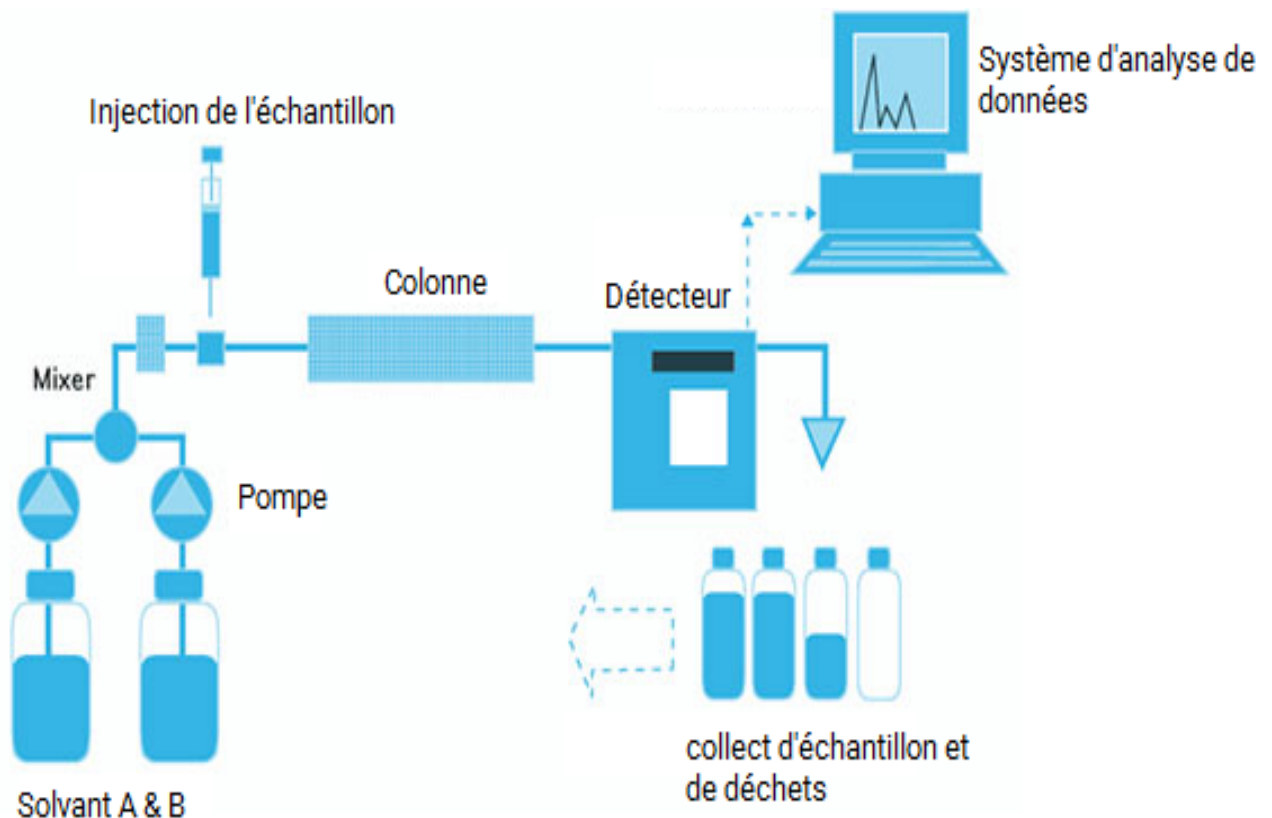 Système d'analyse de
données
Injection de l'échantillon
Colonne
Détecteur
Mixer
Pompe
collect d'échantillon et
de déchets
Solvant A & B